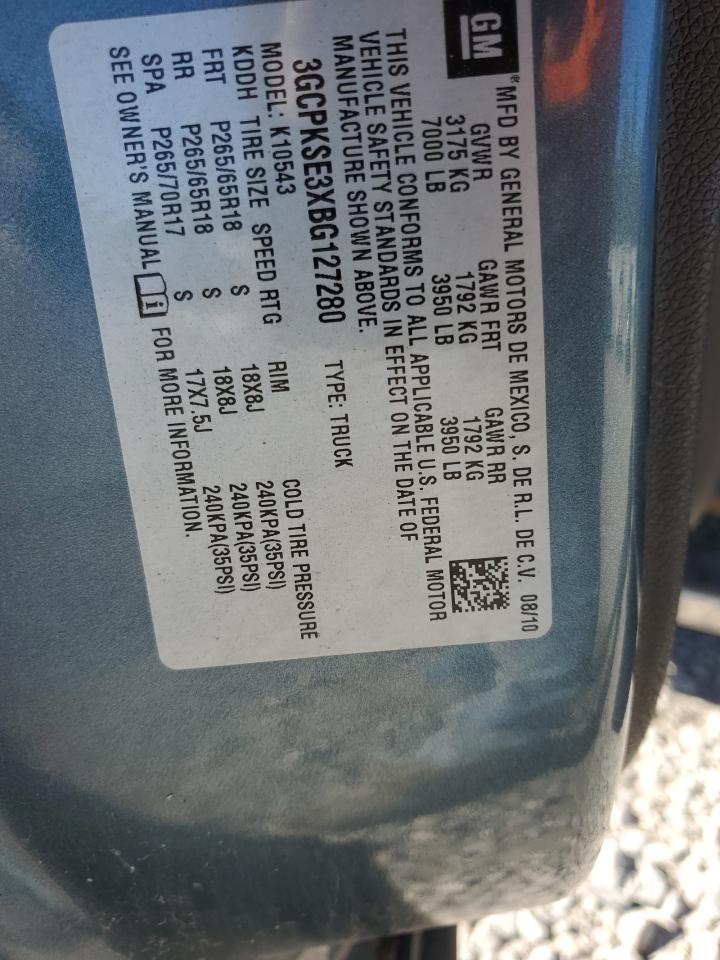 GM ®MFD BY GENERAL MOTORS DE MEXICO, S. DE R.L. DE C.V. 08/10
GVWR GAWR FRT GAWR RR
3175 KG 1792 KG 1792 KG
7000 LB 3950 LB 3950 LB
THIS VEHICLE CONFORMS TO ALL APPLICABLE U.S. FEDERAL MOTOR
VEHICLE SAFETY STANDARDS IN EFFECT ON THE DATE OF
MANUFACTURE SHOWN ABOVE.
3GCPKSE3XBG127280 TYPE: TRUCK
MODEL: K10543
KDDH TIRE SIZE SPEED RTG RIM COLD TIRE PRESSURE
FRT P265/65R18 S 18X8J 240KPA(35PSI)
RR P265/65R18 S 18X8J 240KPA(35PSI)
SPA P265/70R17 S 17X7.5J 240KPA(35PSI)
SEE OWNER'S MANUAL i FOR MORE INFORMATION.